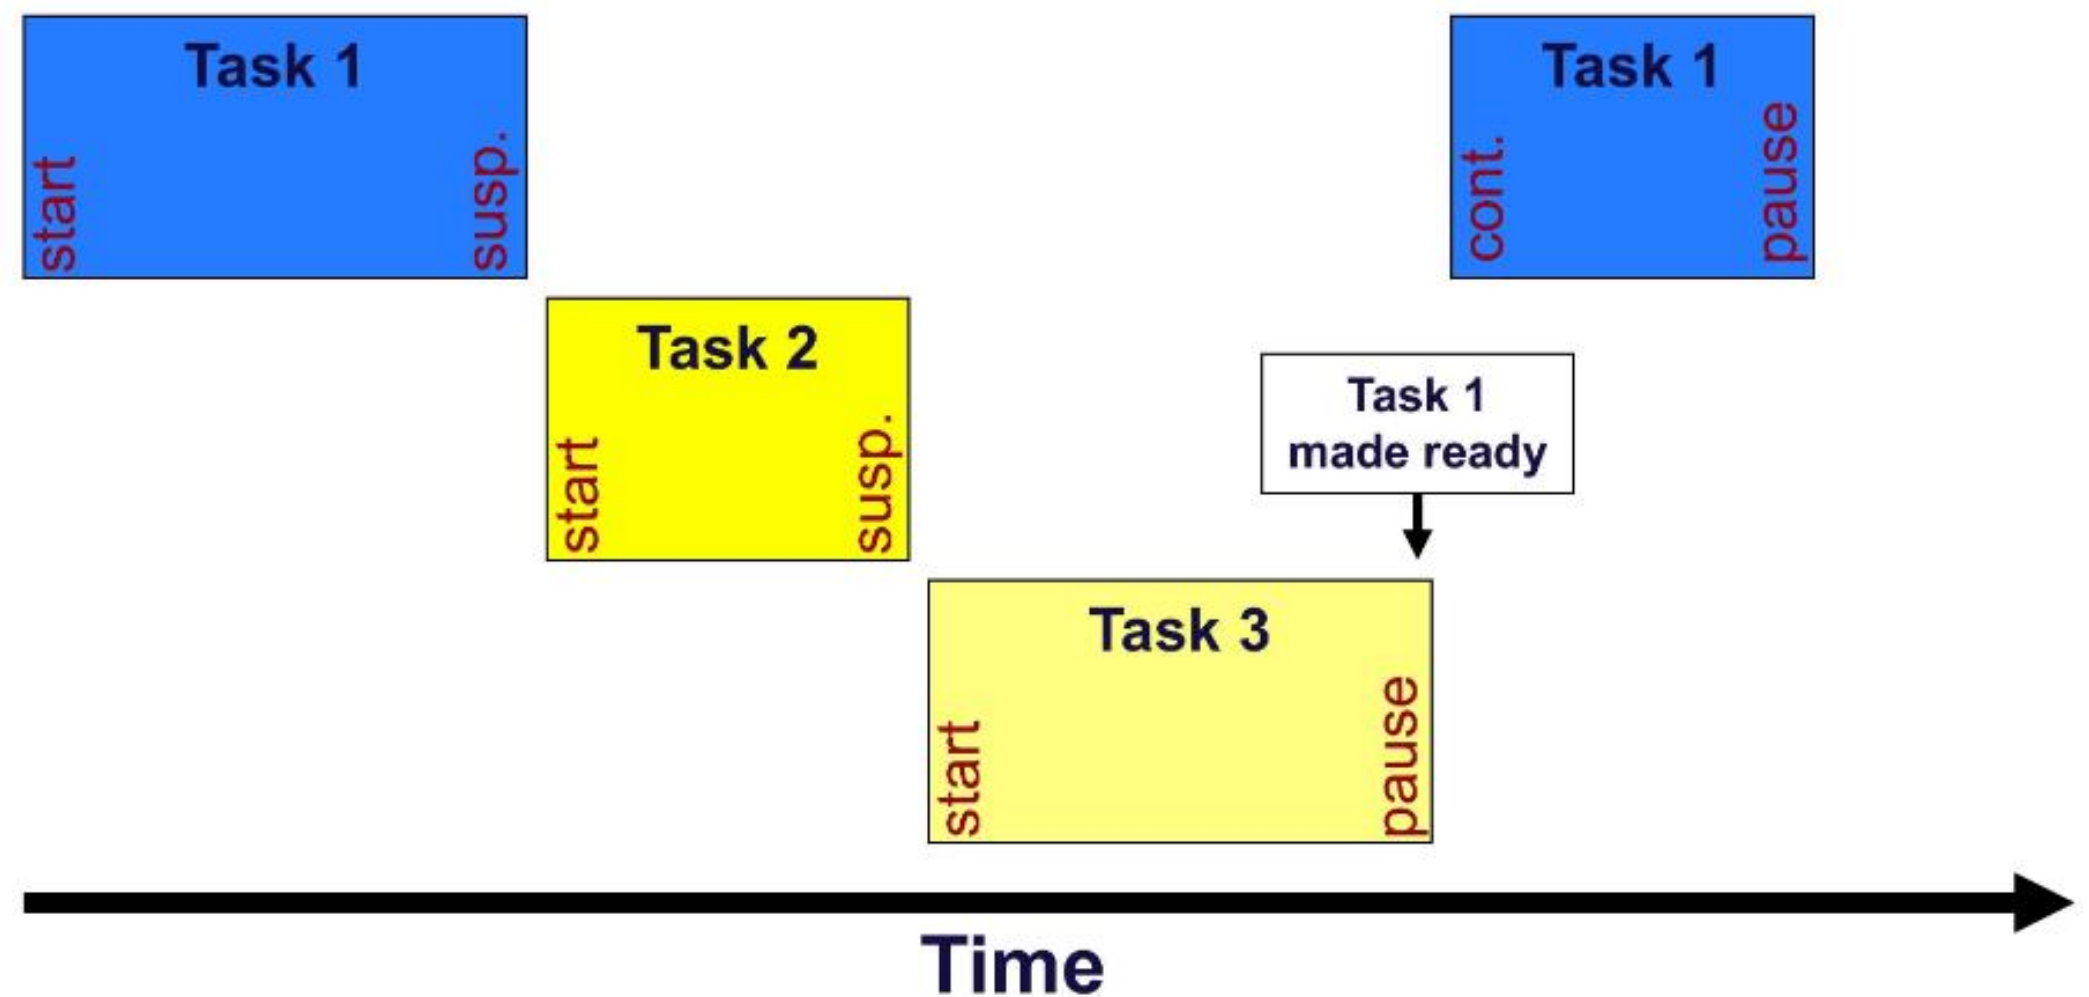 Task 1
start
susp.
Task 1
cont.
pause
Task 2
start
susp.
Task 1
made ready
Task 3
start
pause
Time